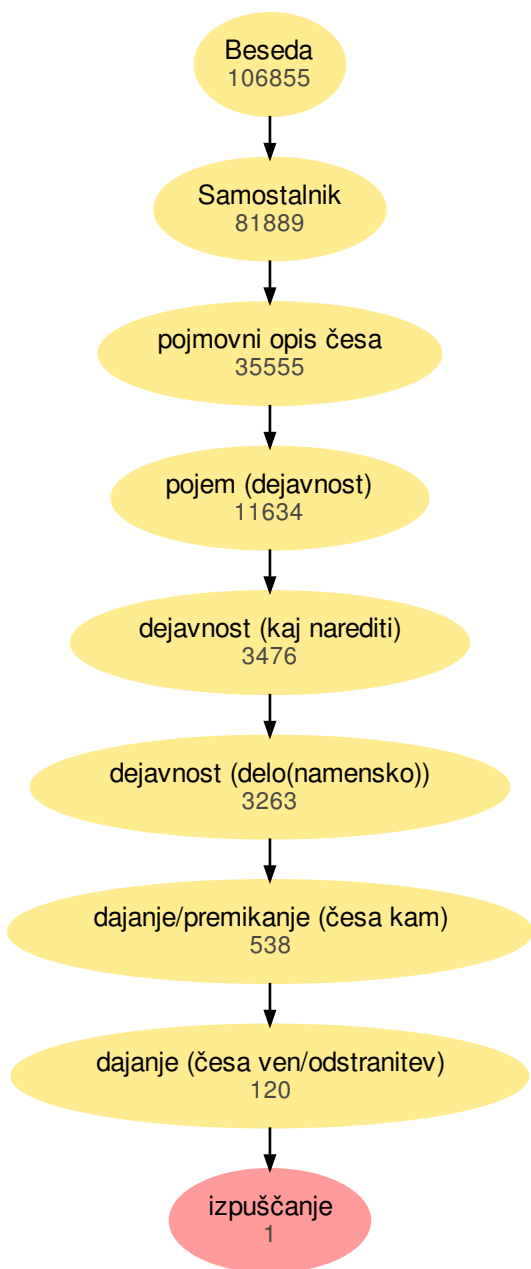 Beseda
106855
Samostalnik
81889
pojmovni opis česa
35555
pojem (dejavnost)
11634
dejavnost (kaj narediti)
3476
dejavnost (delo(namensko))
3263
dajanje/premikanje (česa kam)
538
dajanje (česa ven/odstranitev)
120
izpuščanje
1